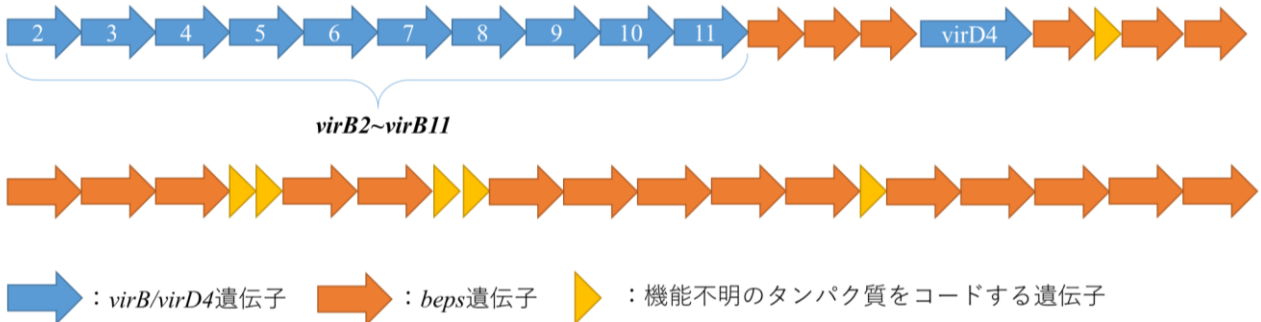 2 3 4 5 6 7 8 9 10 11 virD4
virB2~virB11
：virB/virD4遺伝子 ：beps遺伝子 ：機能不明のタンパク質をコードする遺伝子